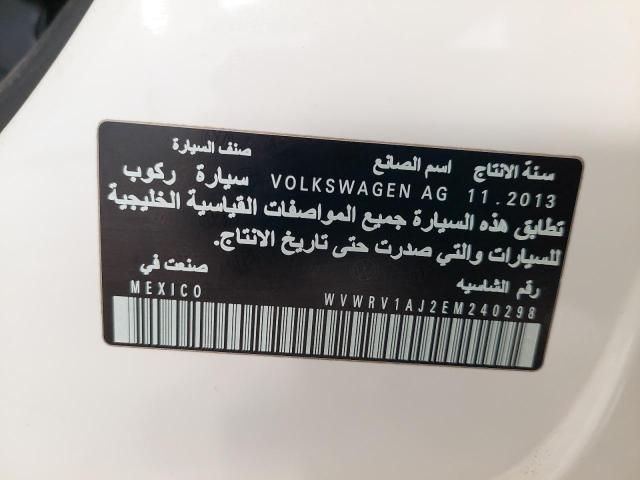 سنة الانتاج اسم الصانع صنف السيارة
11.2013 VOLKSWAGEN AG سيارة ركوب
تطابق هذه السيارة جميع المواصفات القياسية الخليجية
للسيارات والتي صدرت حتى تاريخ الانتاج.
رقم الشاسيه صنعت في
WVWRV1AJ2EM240298 MEXICO